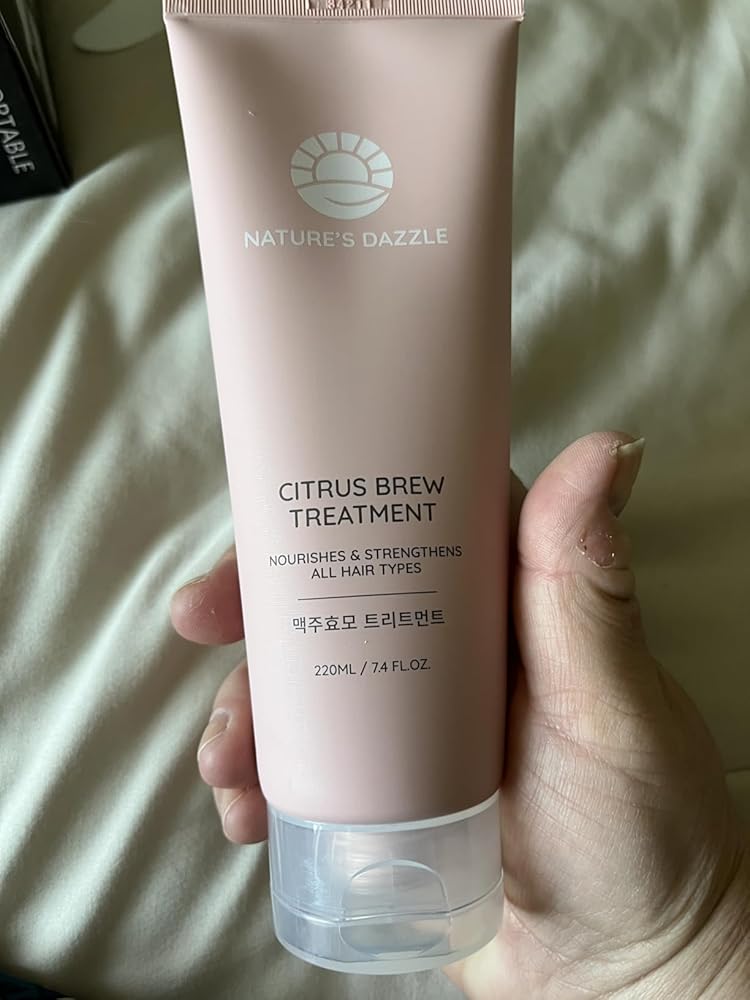 ORTABLE
NATURE'S DAZZLE
CITRUS BREW
TREATMENT
NOURISHES & STRENGTHENS
ALL HAIR TYPES
맥주효모 트리트먼트
220ML / 7.4 FL.OZ.